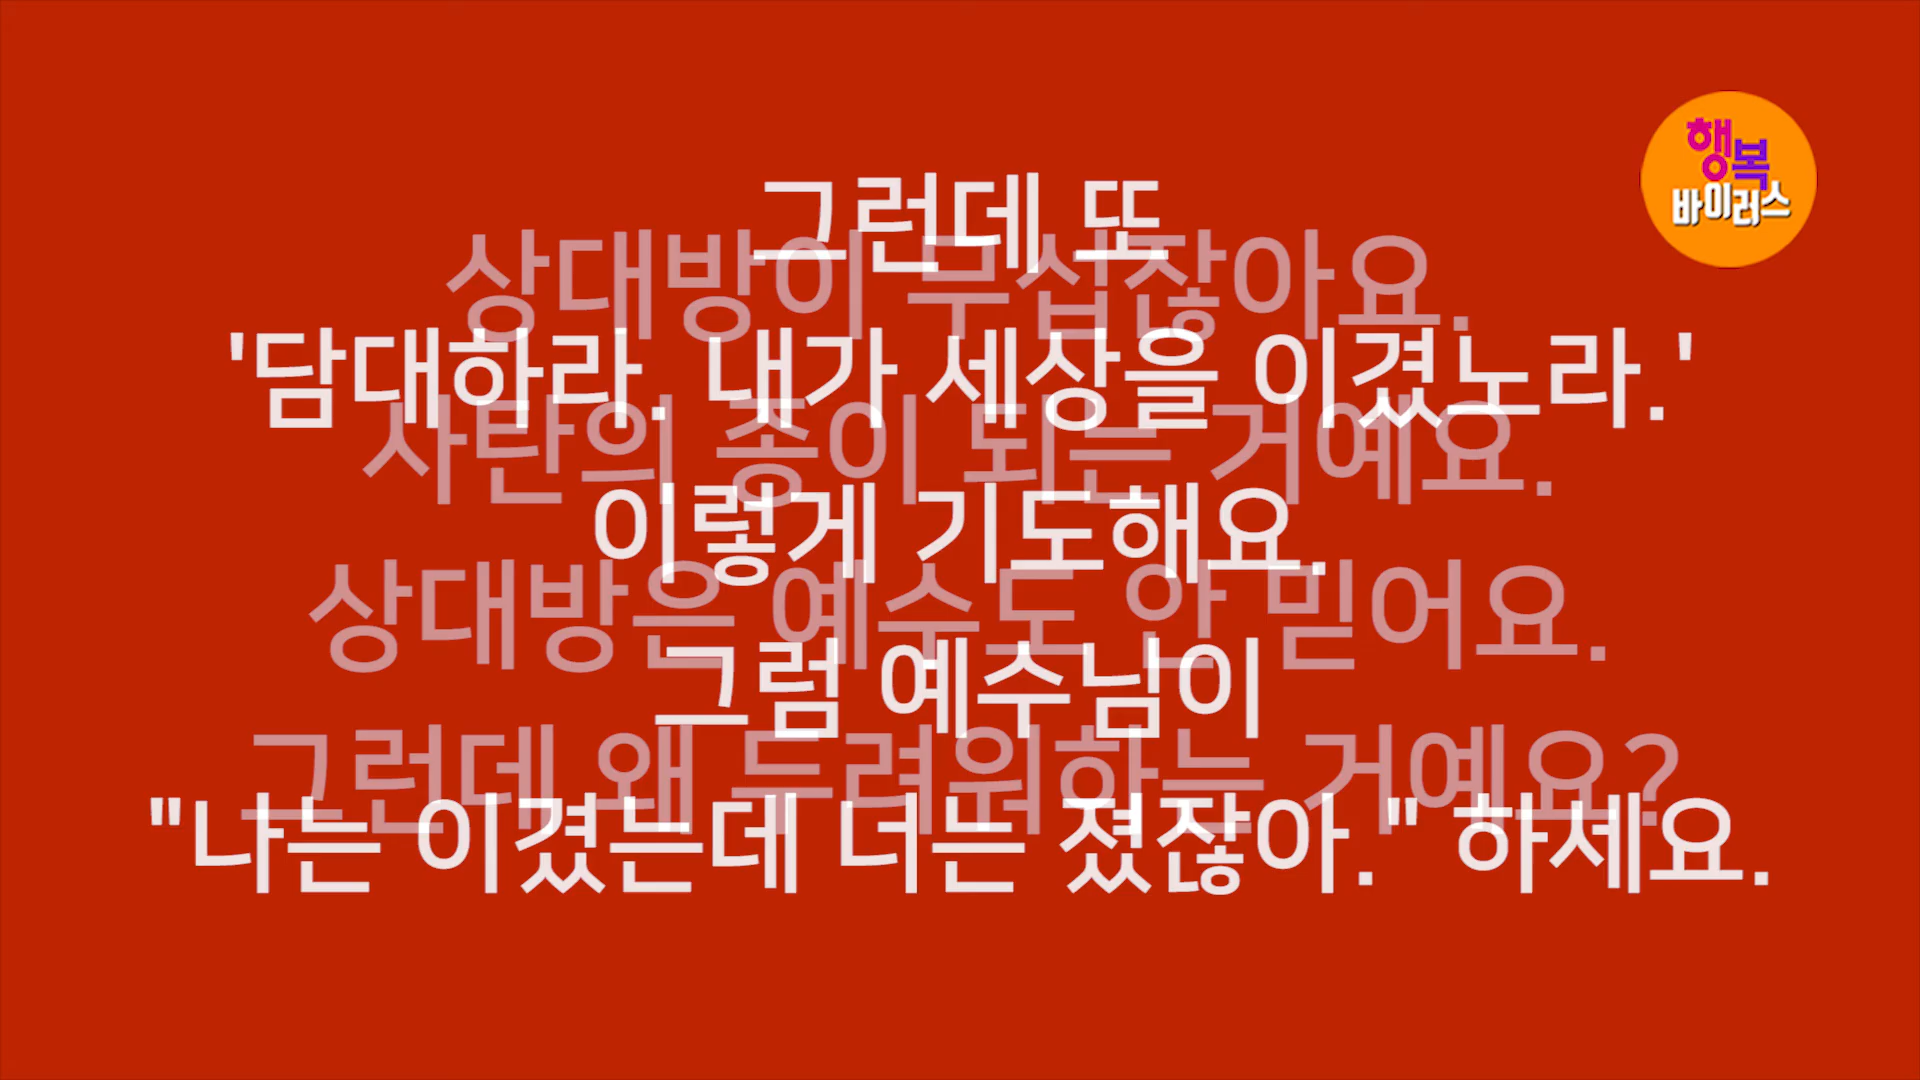 행복
바이러스
그런데 또
'담대하라. 내가 세상을 이겼노라.'
이렇게 기도해요.
그럼 예수님이
"나는 이겼는데 너는 졌잖아." 하세요.
상대방이 무섭잖아요.
사탄의 종이 되는 거예요.
상대방은 예수도 안 믿어요.
그런데 왜 두려워하는 거예요?